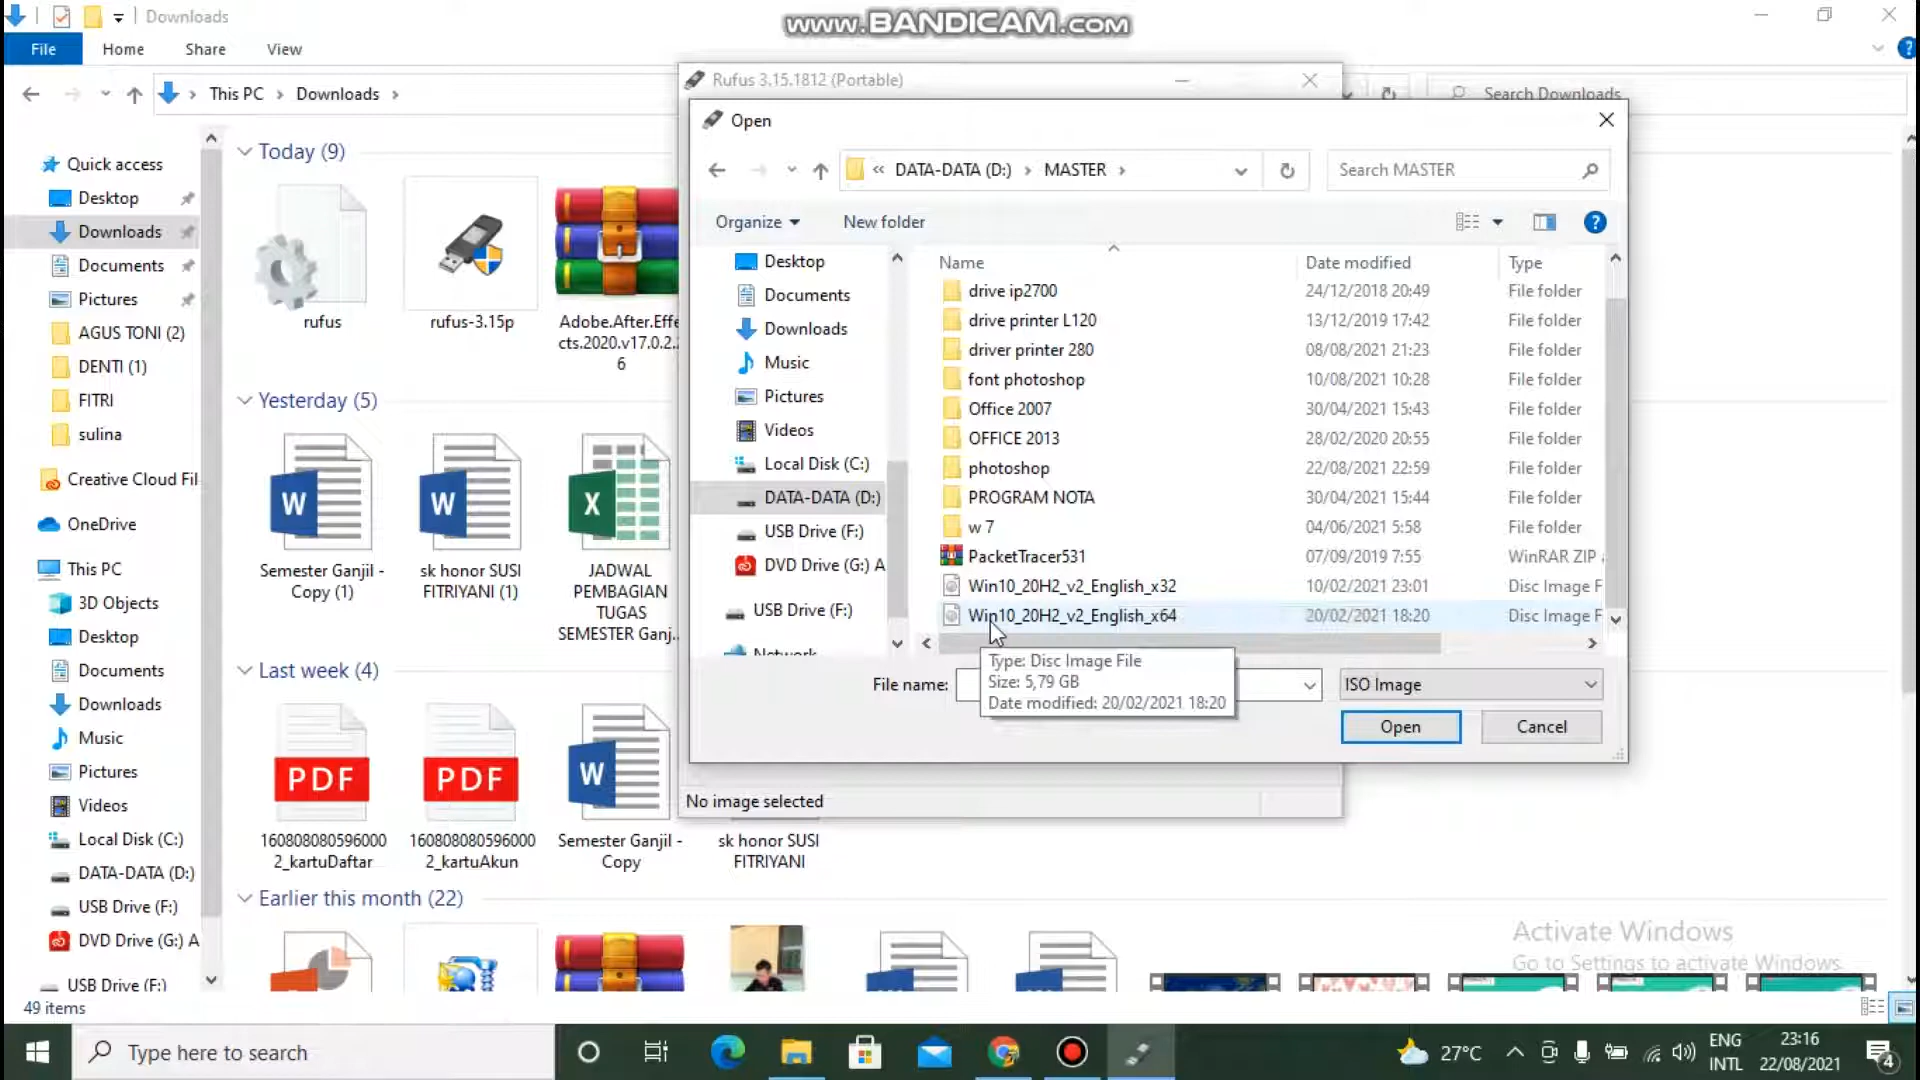 Downloads
www.BANDICAM.com
File
Home
Share
View
This PC
Downloads
Search Downloads
Quick access
Desktop
Downloads
Documents
Pictures
AGUS TONI (2)
DENTI (1)
FITRI
sulina
Creative Cloud Fil
OneDrive
This PC
3D Objects
Desktop
Documents
Downloads
Music
Pictures
Videos
Local Disk (C:)
DATA-DATA (D:)
USB Drive (F:)
DVD Drive (G:) A
USB Drive (F:)
49 items
Today (9)
rufus
rufus-3.15p
Adobe.After.Effe
cts.2020.v17.0.2.
6
Yesterday (5)
Semester Ganjil -
Copy (1)
sk honor SUSI
FITRIYANI (1)
JADWAL
PEMBAGIAN
TUGAS
SEMESTER Ganj..
Last week (4)
PDF
160808080596000
2_kartuDaftar
PDF
160808080596000
2_kartuAkun
Semester Ganjil -
Copy
sk honor SUSI
FITRIYANI
Earlier this month (22)
Rufus 3.15.1812 (Portable)
Open
DATA-DATA (D:)
MASTER
Search MASTER
Organize
New folder
Desktop
Documents
Downloads
Music
Pictures
Videos
Local Disk (C:)
DATA-DATA (D:)
USB Drive (F:)
DVD Drive (G:) A
USB Drive (F:)
Network
Name Date modified Type
drive ip2700 24/12/2018 20:49 File folder
drive printer L120 13/12/2019 17:42 File folder
driver printer 280 08/08/2021 21:23 File folder
font photoshop 10/08/2021 10:28 File folder
Office 2007 30/04/2021 15:43 File folder
OFFICE 2013 28/02/2020 20:55 File folder
photoshop 22/08/2021 22:59 File folder
PROGRAM NOTA 30/04/2021 15:44 File folder
w 7 04/06/2021 5:58 File folder
PacketTracer531 07/09/2019 7:55 WinRAR ZIP a
Win10_20H2_v2_English_x32 10/02/2021 23:01 Disc Image F
Win10_20H2_v2_English_x64 20/02/2021 18:20 Disc Image F
Type: Disc Image File
Size: 5,79 GB
Date modified: 20/02/2021 18:20
File name:
ISO Image
Open
Cancel
No image selected
Activate Windows
Go to Settings to activate Windows.
Type here to search
27°C
ENG
INTL
23:16
22/08/2021
4